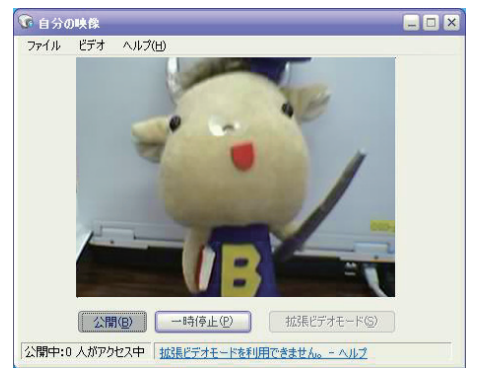 自分の映像
ファイル ビデオ ヘルプ(H)
B
公開(B) 一時停止(P) 拡張ビデオモード(S)
公開中:0 人がアクセス中 拡張ビデオモードを利用できません。 - ヘルプ